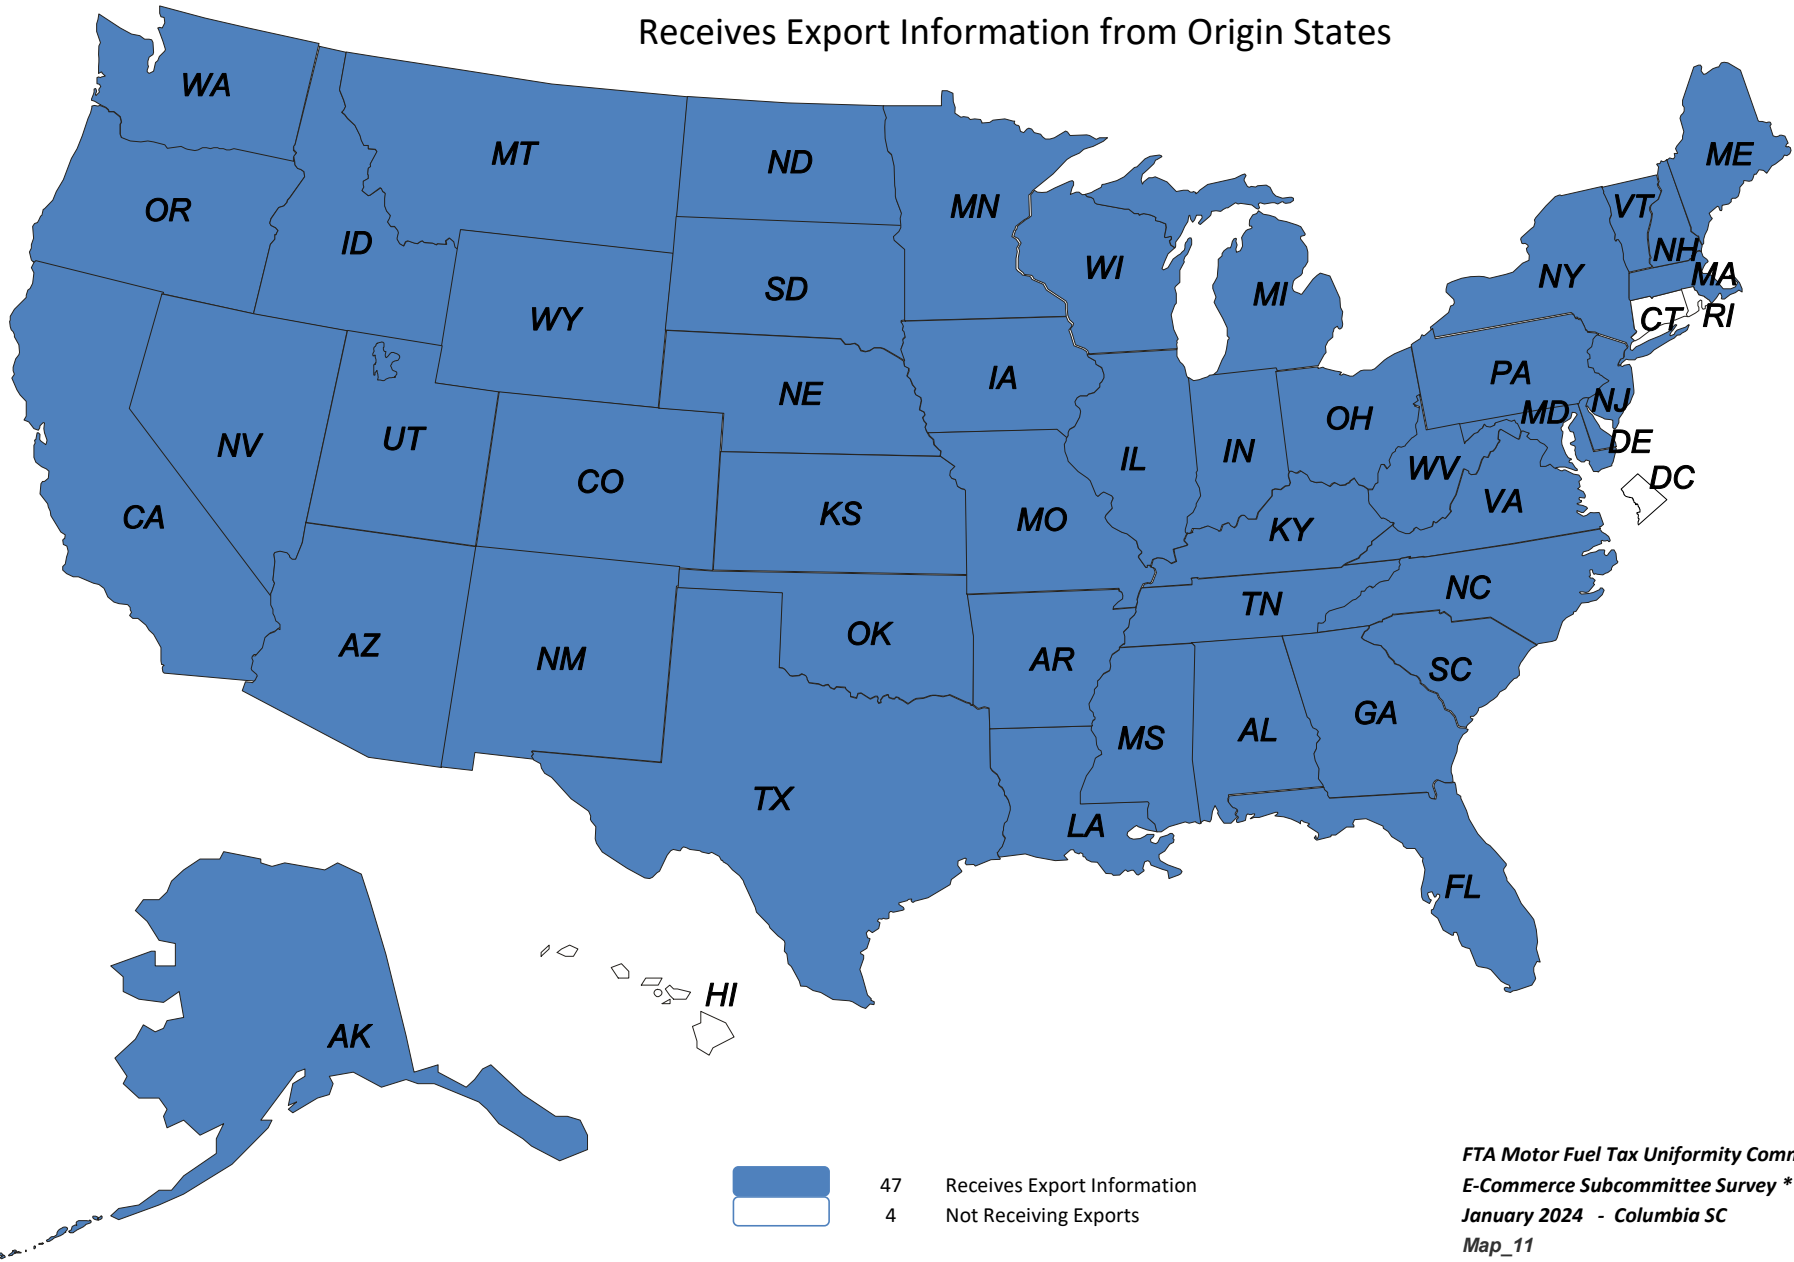 Receives Export Information from Origin States
WA
MT
ND
MN
ME
OR
ID
VT
NH
WI
NY
MA
SD
MI
WY
CT
RI
IA
PA
NE
NJ
MD
OH
NV
UT
DE
IL
IN
WV
DC
CO
VA
CA
KS
MO
KY
NC
TN
AZ
NM
OK
AR
SC
GA
MS
AL
TX
LA
FL
HI
AK
47 Receives Export Information
4 Not Receiving Exports
FTA Motor Fuel Tax Uniformity
E-Commerce Subcommittee Survey *
January 2024 - Columbia SC
Map_11